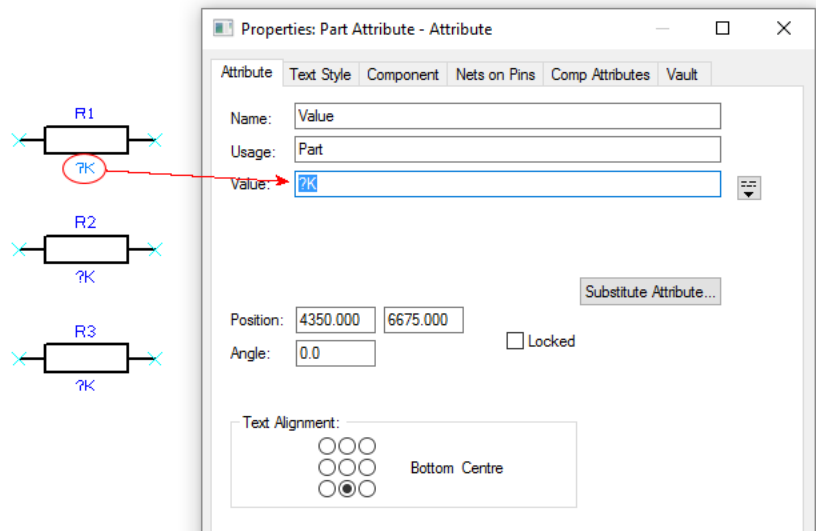 Properties: Part Attribute - Attribute
Attribute Text Style Component Nets on Pins Comp Attributes Vault
R1
?K
R2
?K
R3
?K
Name: Value
Usage: Part
Value: ?K
Substitute Attribute...
Position: 4350.000 6675.000
Locked
Angle: 0.0
Text Alignment:
Bottom Centre